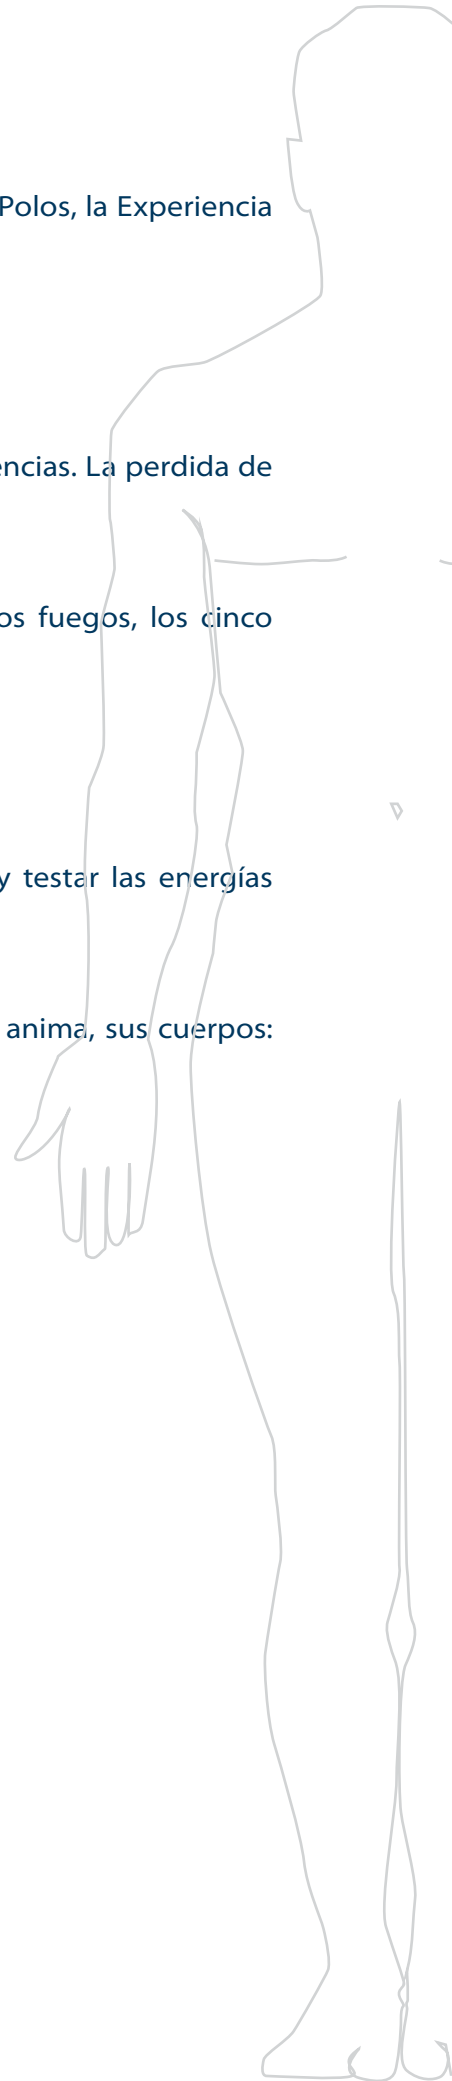 Polos, la Experiencia
encias. La perdida de
os fuegos, los cinco
y testar las energías
anima, sus cuerpos: